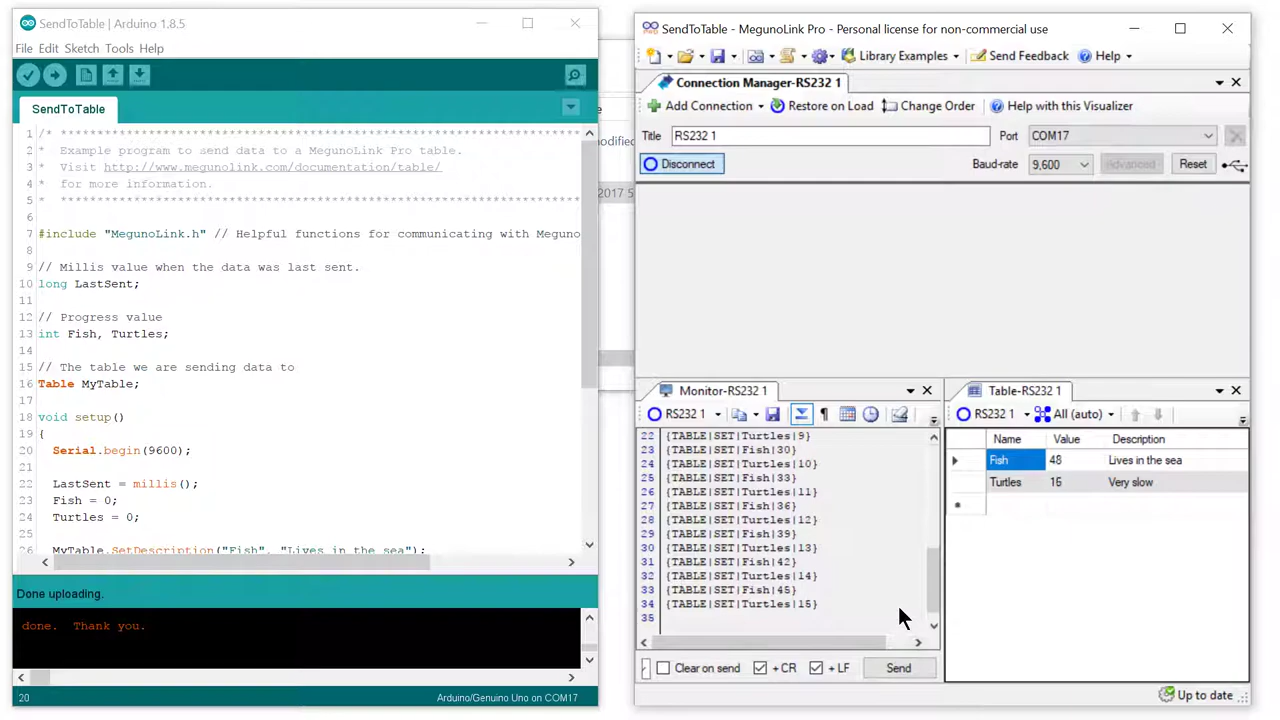 SendToTable | Arduino 1.8.5
File Edit Sketch Tools Help
SendToTable
1 /* ************************************************************************
2 *  Example program to send data to a MegunoLink Pro table.
3 *  Visit http://www.megunolink.com/documentation/table/
4 *  for more information.
5 *  ************************************************************************
6
7 #include "MegunoLink.h" // Helpful functions for communicating with Meguno
8
9 // Millis value when the data was last sent.
10 long LastSent;
11
12 // Progress value
13 int Fish, Turtles;
14
15 // The table we are sending data to
16 Table MyTable;
17
18 void setup()
19 {
20 Serial.begin(9600);
21
22 LastSent = millis();
23 Fish = 0;
24 Turtles = 0;
25
26 MyTable.SetDescription("Fish", "Lives in the sea");
Done uploading.
done.  Thank you.
20
Arduino/Genuino Uno on COM17
odified
2017 5
SendToTable - MegunoLink Pro - Personal license for non-commercial use
Library Examples Send Feedback Help
Connection Manager-RS232 1
Add Connection Restore on Load Change Order Help with this Visualizer
Title RS232 1 Port COM17
Disconnect Baud-rate 9,600 Advanced Reset
Monitor-RS232 1
RS232 1
22 {TABLE|SET|Turtles|9}
23 {TABLE|SET|Fish|30}
24 {TABLE|SET|Turtles|10}
25 {TABLE|SET|Fish|33}
26 {TABLE|SET|Turtles|11}
27 {TABLE|SET|Fish|36}
28 {TABLE|SET|Turtles|12}
29 {TABLE|SET|Fish|39}
30 {TABLE|SET|Turtles|13}
31 {TABLE|SET|Fish|42}
32 {TABLE|SET|Turtles|14}
33 {TABLE|SET|Fish|45}
34 {TABLE|SET|Turtles|15}
35
Clear on send + CR + LF Send
Table-RS232 1
RS232 1 All (auto)
Name Value Description
Fish 48 Lives in the sea
Turtles 16 Very slow
Up to date